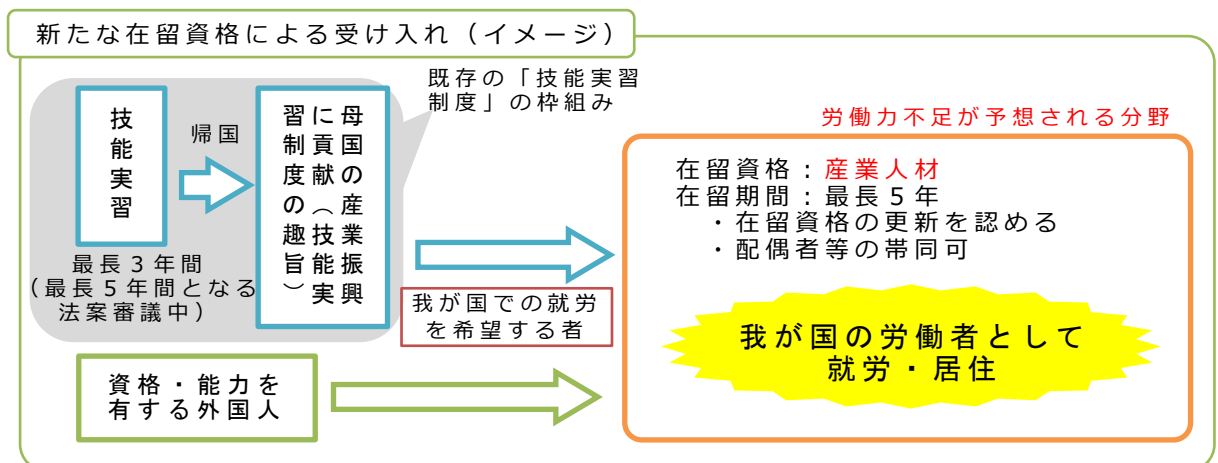 新たな在留資格による受け入れ（イメージ）
既存の「技能実習
制度」の枠組み
技能実習
帰国
母国の産業振興
に貢献（技能実
習制度の趣旨）
最長３年間
（最長５年間となる
法案審議中）
我が国での就労
を希望する者
資格・能力を
有する外国人
労働力不足が予想される分野
在留資格：産業人材
在留期間：最長５年
・在留資格の更新を認める
・配偶者等の帯同可
我が国の労働者として
就労・居住